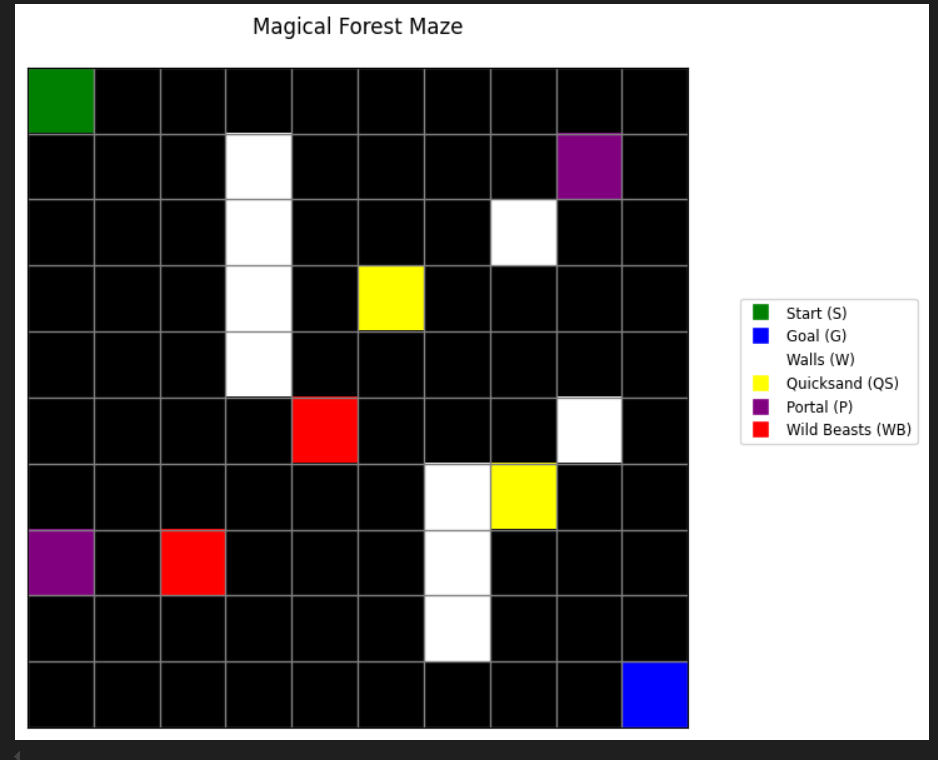 Magical Forest Maze
Start (S)
Goal (G)
Walls (W)
Quicksand (QS)
Portal (P)
Wild Beasts (WB)